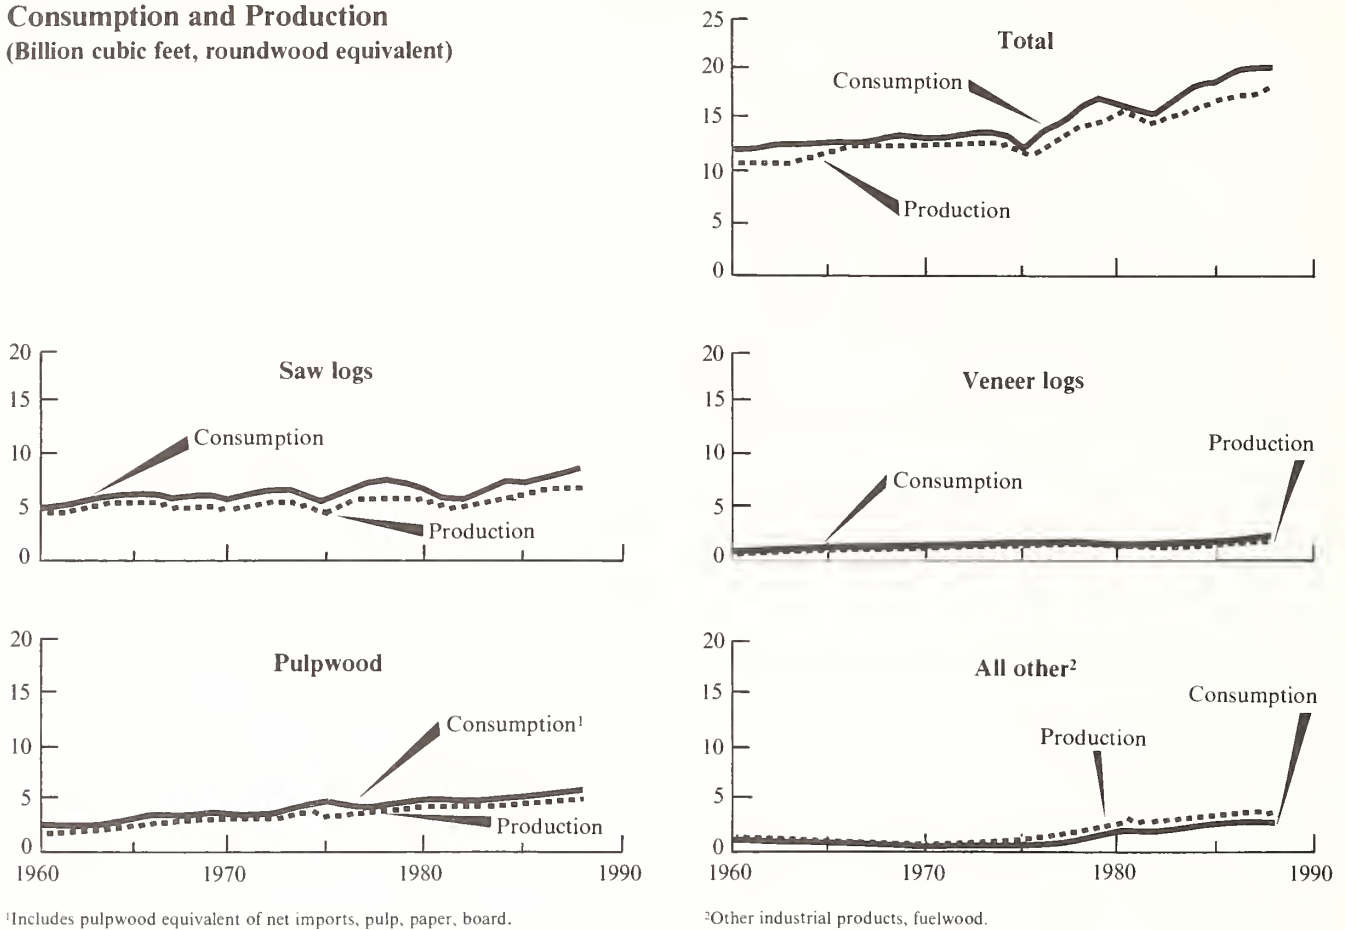 Consumption and Production
(Billion cubic feet, roundwood equivalent)
Total
25
20
15
10
5
0
Consumption
Production
Saw logs
20
15
10
5
0
Consumption
Production
Veneer logs
20
15
10
5
0
Consumption
Production
Pulpwood
20
15
10
5
0
Consumption¹
Production
1960
1970
1980
1990
All other²
20
15
10
5
0
Production
Consumption
1960
1970
1980
1990
¹Includes pulpwood equivalent of net imports, pulp, paper, board.
²Other industrial products, fuelwood.